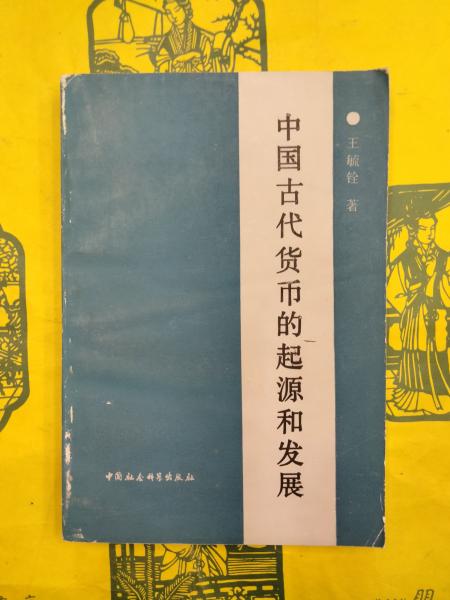 中国古代货币的起源和发展
王毓铨 著
中国社会科学出版社